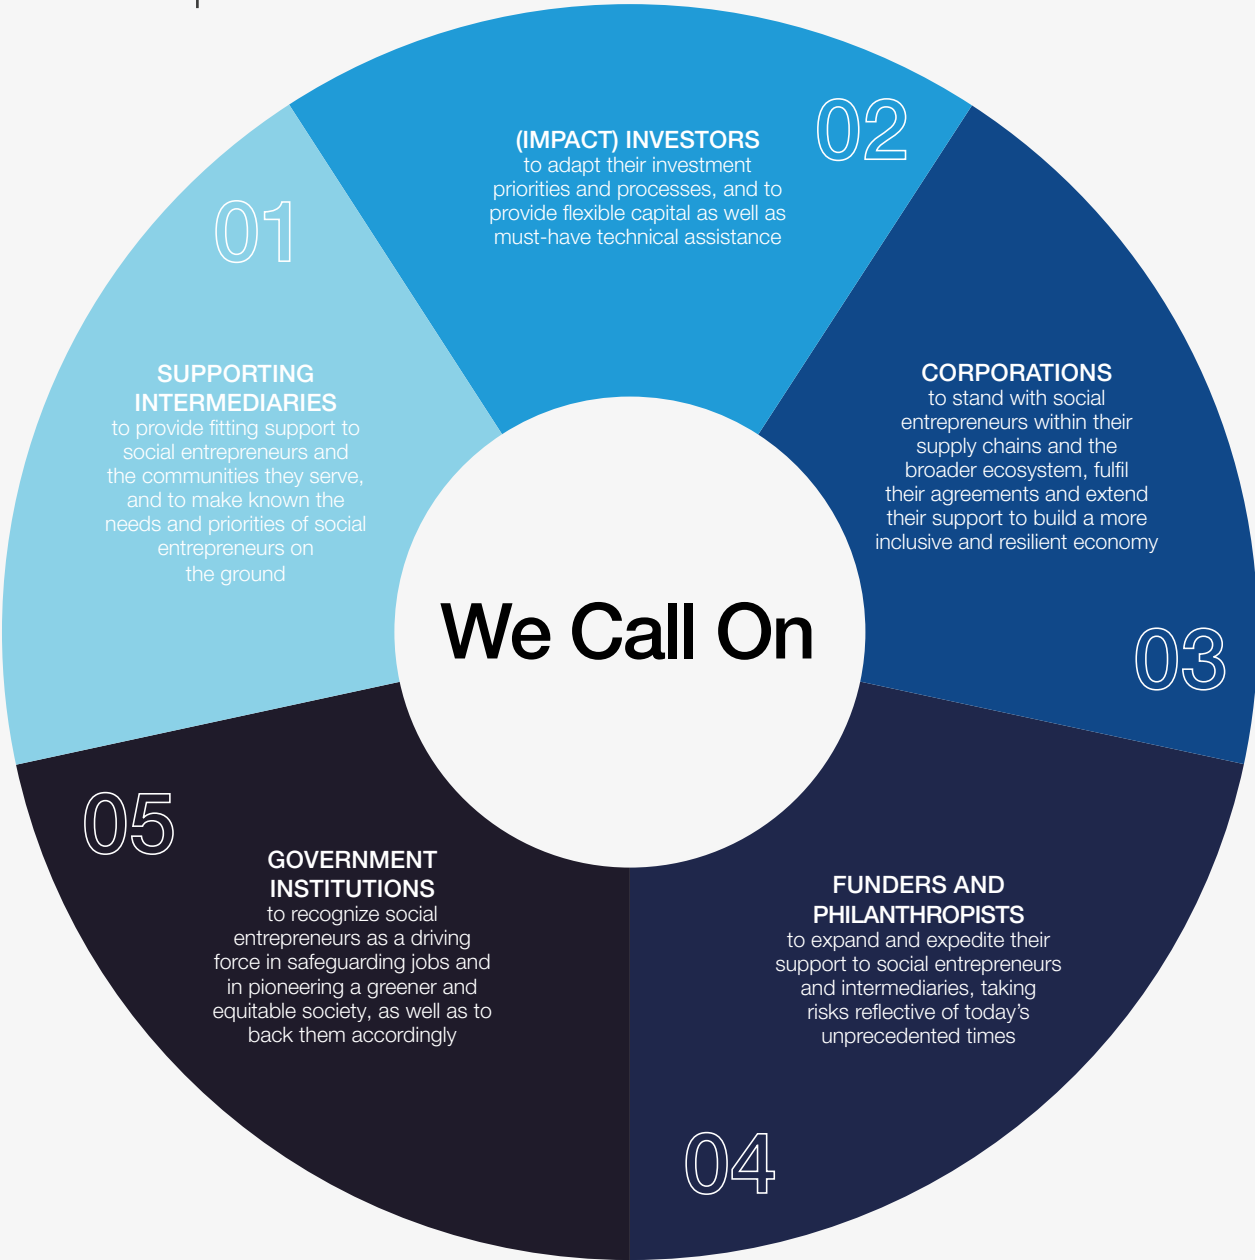 01
SUPPORTING
INTERMEDIARIES
to provide fitting support to
social entrepreneurs and
the communities they serve,
and to make known the
needs and priorities of social
entrepreneurs on
the ground
02
(IMPACT) INVESTORS
to adapt their investment
priorities and processes, and to
provide flexible capital as well as
must-have technical assistance
CORPORATIONS
to stand with social
entrepreneurs within their
supply chains and the
broader ecosystem, fulfil
their agreements and extend
their support to build a more
inclusive and resilient economy
03
We Call On
FUNDERS AND
PHILANTHROPISTS
to expand and expedite their
support to social entrepreneurs
and intermediaries, taking
risks reflective of today’s
unprecedented times
04
05
GOVERNMENT
INSTITUTIONS
to recognize social
entrepreneurs as a driving
force in safeguarding jobs and
in pioneering a greener and
equitable society, as well as to
back them accordingly